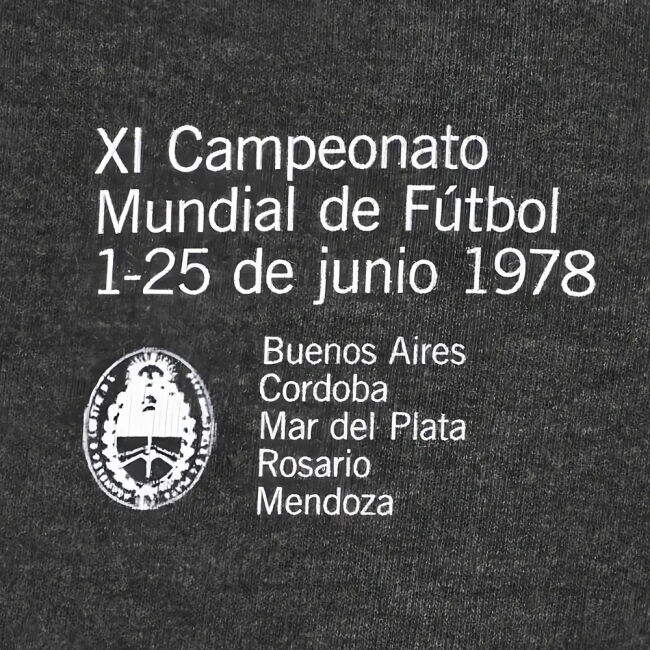 XI Campeonato
Mundial de Fútbol
1-25 de junio 1978
Buenos Aires
Cordoba
Mar del Plata
Rosario
Mendoza